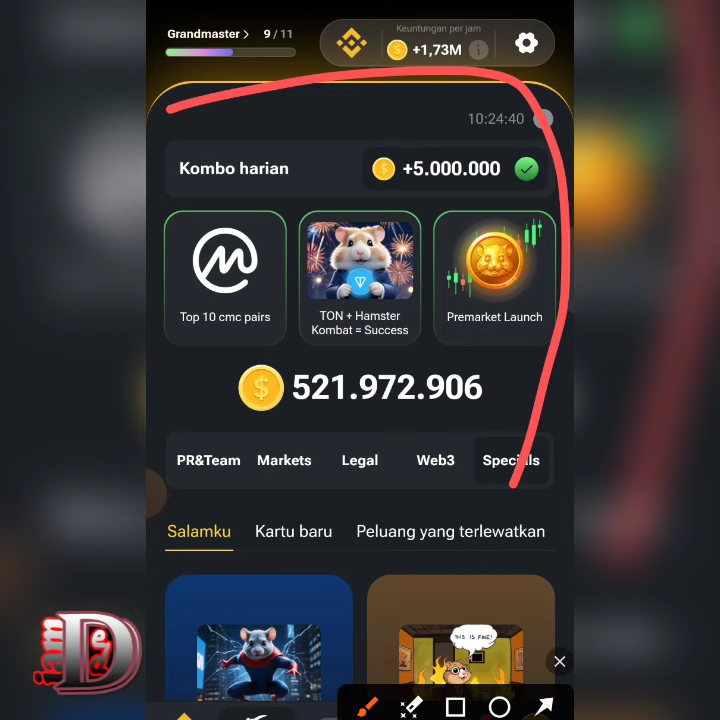 Grandmaster > 9 / 11
Keuntungan per jam
+1,73M
10:24:40
Kombo harian
+5.000.000
Top 10 cmc pairs
TON + Hamster
Kombat = Success
Premarket Launch
521.972.906
PR&Team Markets Legal Web3 Specials
Salamku Kartu baru Peluang yang terlewatkan
THIS IS FINE!